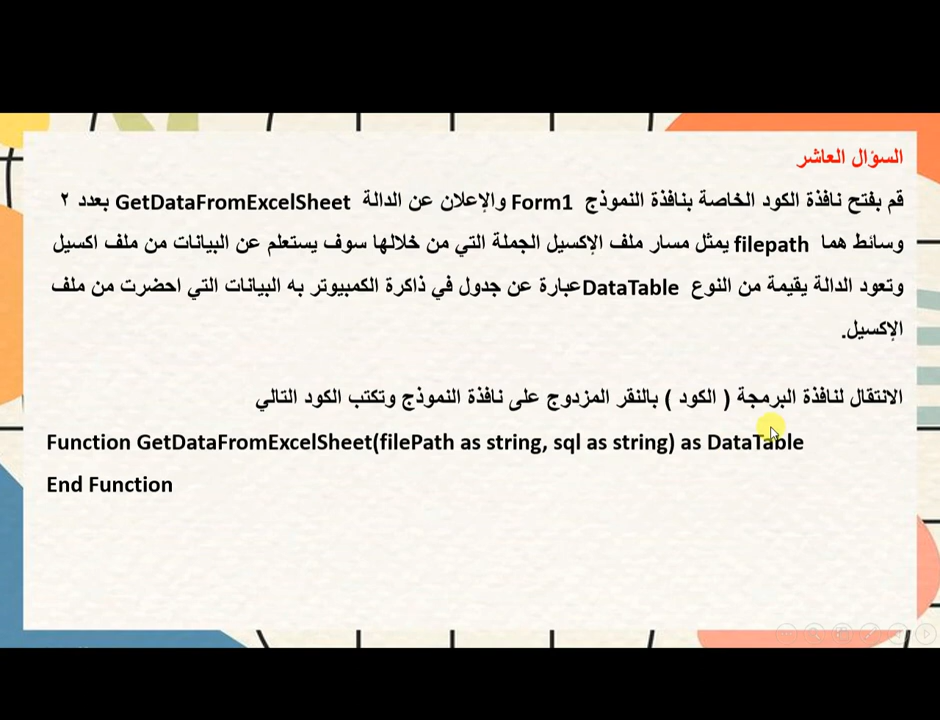 السؤال العاشر
قم بفتح نافذة الكود الخاصة بنافذة النموذج Form1 والإعلان عن الدالة GetDataFromExcelSheet بعدد ٢
وسائط هما filepath يمثل مسار ملف الإكسيل الجملة التي من خلالها سوف يستعلم عن البيانات من ملف اكسيل
وتعود الدالة يقيمة من النوع DataTable عبارة عن جدول في ذاكرة الكمبيوتر به البيانات التي احضرت من ملف
الإكسيل.
الانتقال لنافذة البرمجة ( الكود ) بالنقر المزدوج على نافذة النموذج وتكتب الكود التالي
Function GetDataFromExcelSheet(filePath as string, sql as string) as DataTable
End Function